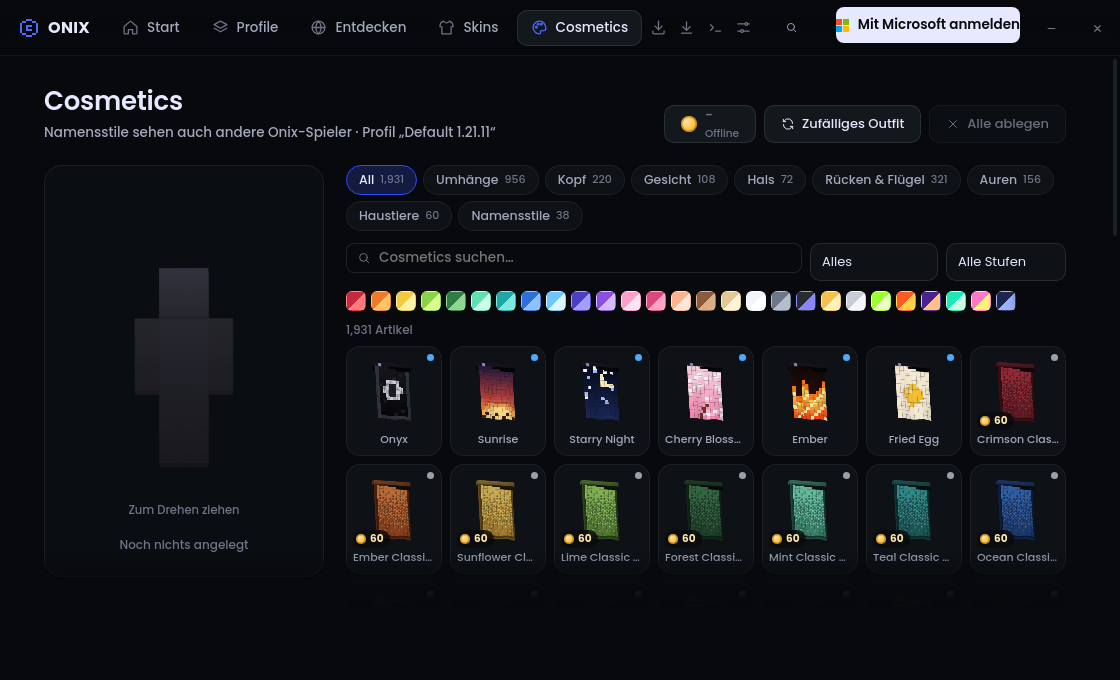 ONIX
Start
Profile
Entdecken
Skins
Cosmetics
Mit Microsoft anmelden
Cosmetics
Namensstile sehen auch andere Onix-Spieler · Profil „Default 1.21.11“
–
Offline
Zufälliges Outfit
Alle ablegen
All 1,931
Umhänge 956
Kopf 220
Gesicht 108
Hals 72
Rücken & Flügel 321
Auren 156
Haustiere 60
Namensstile 38
Cosmetics suchen...
Alles
Alle Stufen
1,931 Artikel
Onyx
Sunrise
Starry Night
Cherry Bloss...
Ember
Fried Egg
60
Crimson Clas...
60
Ember Classi...
60
Sunflower Cl...
60
Lime Classic ...
60
Forest Classi...
60
Mint Classic ...
60
Teal Classic ...
60
Ocean Classi...
Zum Drehen ziehen
Noch nichts angelegt